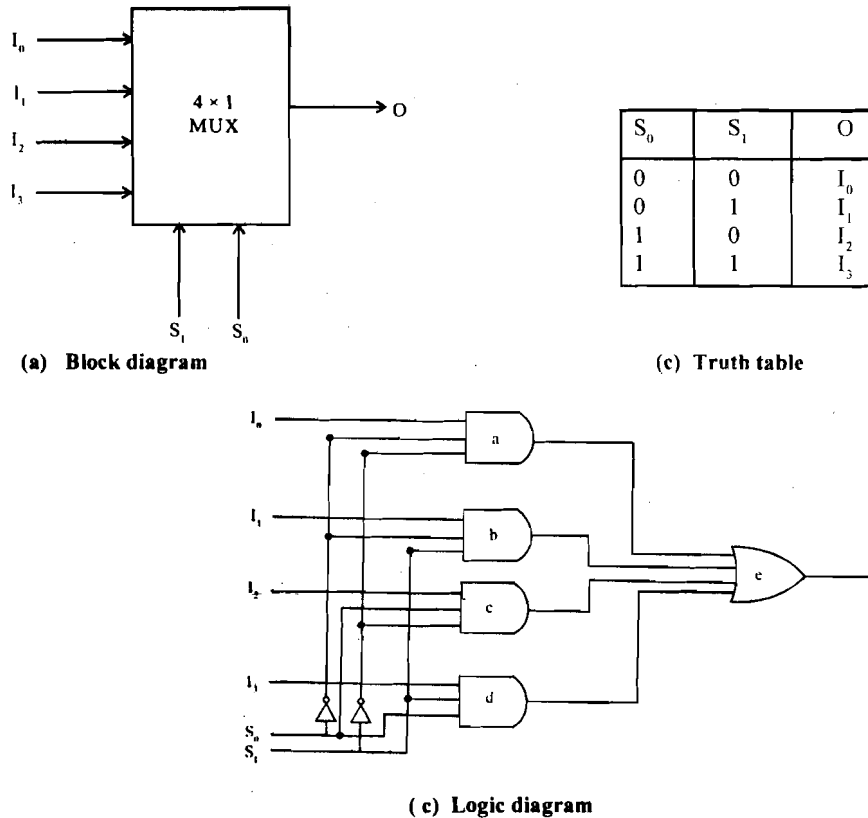 I₀
I₁
I₂
I₃
4 × 1
MUX
O
S₁ S₀
(a) Block diagram
S₀ S₁ O
0 0 I₀
0 1 I₁
1 0 I₂
1 1 I₃
(c) Truth table
I₀
a
I₁
b
I₂
c
e
I₃
d
S₀
S₁
( c) Logic diagram